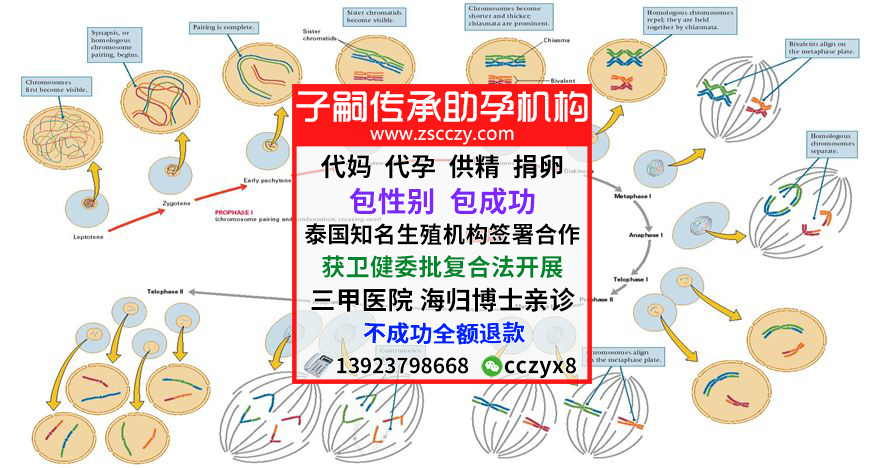 Chromosomes
first become visible.
Synapsis, or
homologous
chromosome
pairing, begins.
Pairing is complete.
Sister
chromatids
Sister chromatids
become visible.
Chromosomes become
shorter and thicker;
chiasmata are prominent.
Chiasma
Bivalent
Homologous chromosomes
repel; they are held
together by chiasmata.
Bivalents align on
the metaphase plate.
Homologous
chromosomes
separate.
Leptotene
Zygotene
Early pachytene
PROPHASE I
(chromosome pairing and condensation; crossing over)
Metaphase I
Anaphase I
Telophase I
Prophase II
Telophase II
Centromeres
Chromosomes align
on the metaphase plate.
子嗣传承助孕机构
www.zscczy.com
代妈 代孕 供精 捐卵
包性别 包成功
泰国知名生殖机构签署合作
获卫健委批复合法开展
三甲医院 海归博士亲诊
不成功全额退款
13923798668 cczyx8